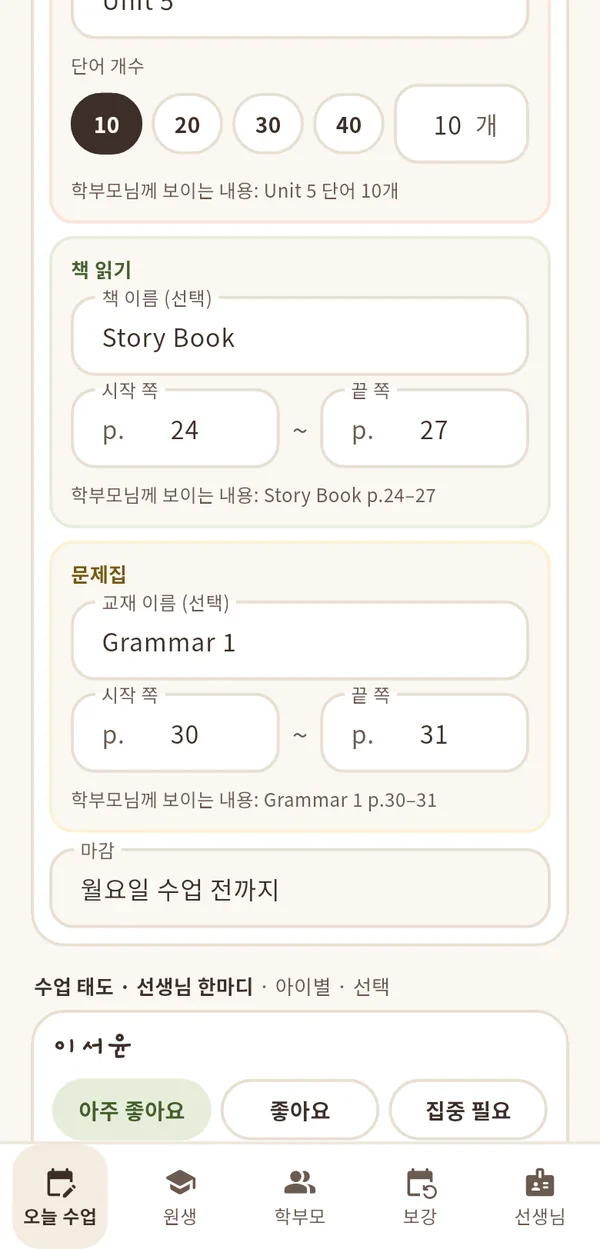 Unit 5
단어 개수
10 20 30 40 10 개
학부모님께 보이는 내용: Unit 5 단어 10개
책 읽기
책 이름 (선택)
Story Book
시작 쪽 끝 쪽
p. 24 ~ p. 27
학부모님께 보이는 내용: Story Book p.24–27
문제집
교재 이름 (선택)
Grammar 1
시작 쪽 끝 쪽
p. 30 ~ p. 31
학부모님께 보이는 내용: Grammar 1 p.30–31
마감
월요일 수업 전까지
수업 태도 · 선생님 한마디 · 아이별 · 선택
이서윤
아주 좋아요 좋아요 집중 필요
오늘 수업 원생 학부모 보강 선생님